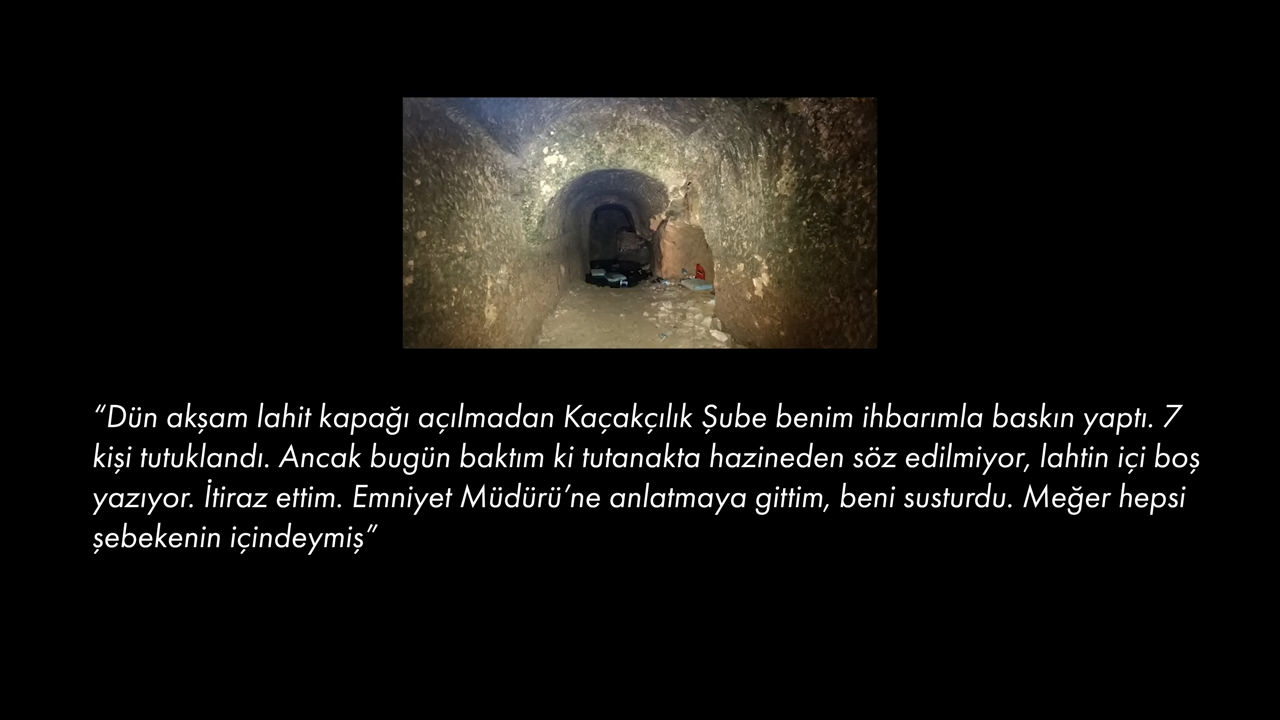 “Dün akşam lahit kapağı açılmadan Kaçakçılık Şube benim ihbarımla baskın yaptı. 7
kişi tutuklandı. Ancak bugün baktım ki tutanakta hazineden söz edilmiyor, lahtin içi boş
yazıyor. İtiraz ettim. Emniyet Müdürü’ne anlatmaya gittim, beni susturdu. Meğer hepsi
şebekenin içindeymiş”